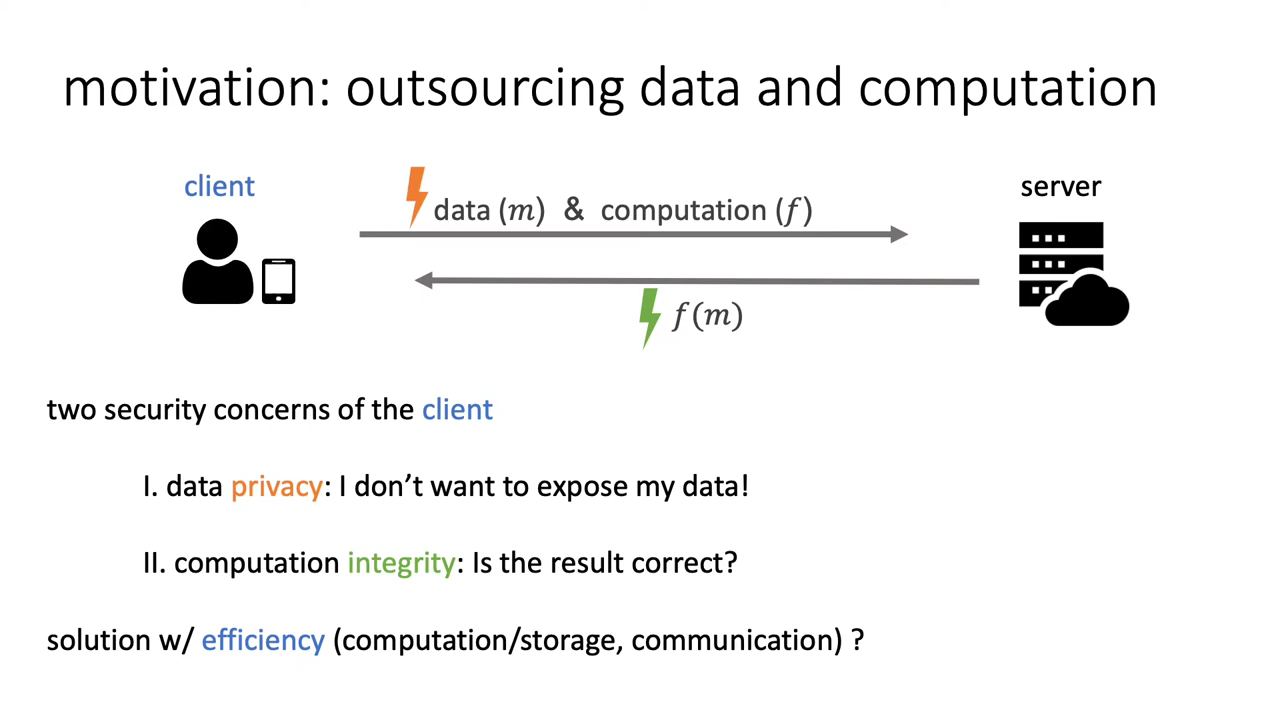 motivation: outsourcing data and computation
client
server
data (m) & computation (f)
f(m)
two security concerns of the client
I. data privacy: I don’t want to expose my data!
II. computation integrity: Is the result correct?
solution w/ efficiency (computation/storage, communication) ?